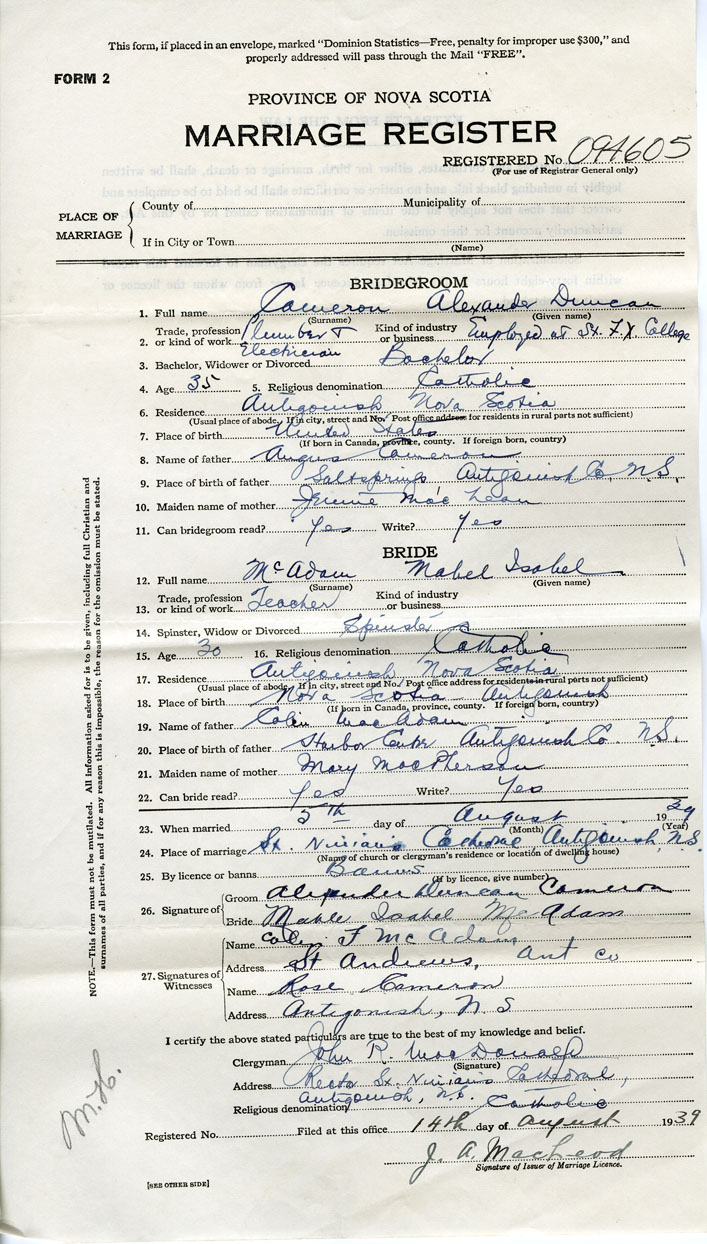 This form, if placed in an envelope, marked "Dominion Statistics—Free, penalty for improper use $300," and
properly addressed will pass through the Mail "FREE".
FORM 2
PROVINCE OF NOVA SCOTIA
MARRIAGE REGISTER
REGISTERED No. 094605
(For use of Registrar General only)
PLACE OF MARRIAGE
County of Municipality of
If in City or Town
(Name)
BRIDEGROOM
1. Full name Cameron Alexander Duncan
(Surname) (Given name)
2. Trade, profession or kind of work Plumber & Electrician Kind of industry or business Employed at St. F. X. College
3. Bachelor, Widower or Divorced Bachelor
4. Age 35 5. Religious denomination Catholic
6. Residence Antigonish Nova Scotia
(Usual place of abode. If in city, street and No. Post office address for residents in rural parts not sufficient)
7. Place of birth United States
(If born in Canada, province, county. If foreign born, country)
8. Name of father Angus Cameron
9. Place of birth of father Saltsprings Antigonish Co. N.S.
10. Maiden name of mother Jennie MacLean
11. Can bridegroom read? Yes Write? Yes
BRIDE
12. Full name McAdam Mabel Isabel
(Surname) (Given name)
13. Trade, profession or kind of work Teacher Kind of industry or business
14. Spinster, Widow or Divorced Spinster
15. Age 30 16. Religious denomination Catholic
17. Residence Antigonish Nova Scotia
(Usual place of abode. If in city, street and No. Post office address for residents in rural parts not sufficient)
18. Place of birth Nova Scotia Antigonish
(If born in Canada, province, county. If foreign born, country)
19. Name of father Colin MacAdam
20. Place of birth of father Harbor Antigonish Co. N.S.
21. Maiden name of mother Mary MacPherson
22. Can bride read? Yes Write? Yes
23. When married 5th day of August 1939
(Month) (Year)
24. Place of marriage St. Ninian's Cathedral, Antigonish, N.S.
(Name of church or clergyman's residence or location of dwelling house)
25. By licence or banns Banns
(If by licence, give number)
26. Signature of
Groom Alexander Duncan Cameron
Bride Mable Isabel McAdam
27. Signatures of Witnesses
Name Colin F McAdam
Address St Andrews, Ant Co
Name Rose Cameron
Address Antigonish, N.S.
I certify the above stated particulars are true to the best of my knowledge and belief.
Clergyman John R. MacDonald
(Signature)
Address Rector St. Ninian's Cathedral,
Antigonish, N.S.
Religious denomination Catholic
Registered No. Filed at this office 14th day of August 1939
J. A. MacLeod
Signature of Issuer of Marriage Licence.
[SEE OTHER SIDE]
NOTE.—This form must not be mutilated. All information asked for is to be given, including full Christian and
surnames of all parties, and if for any reason this is impossible, the reason for the omission must be stated.
M.H.